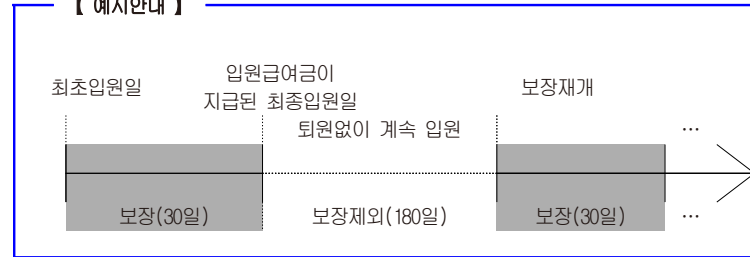 【 예시안내 】
최초입원일
입원급여금이
지급된 최종입원일
보장재개
퇴원없이 계속 입원
…
보장(30일)
보장제외(180일)
보장(30일)
…